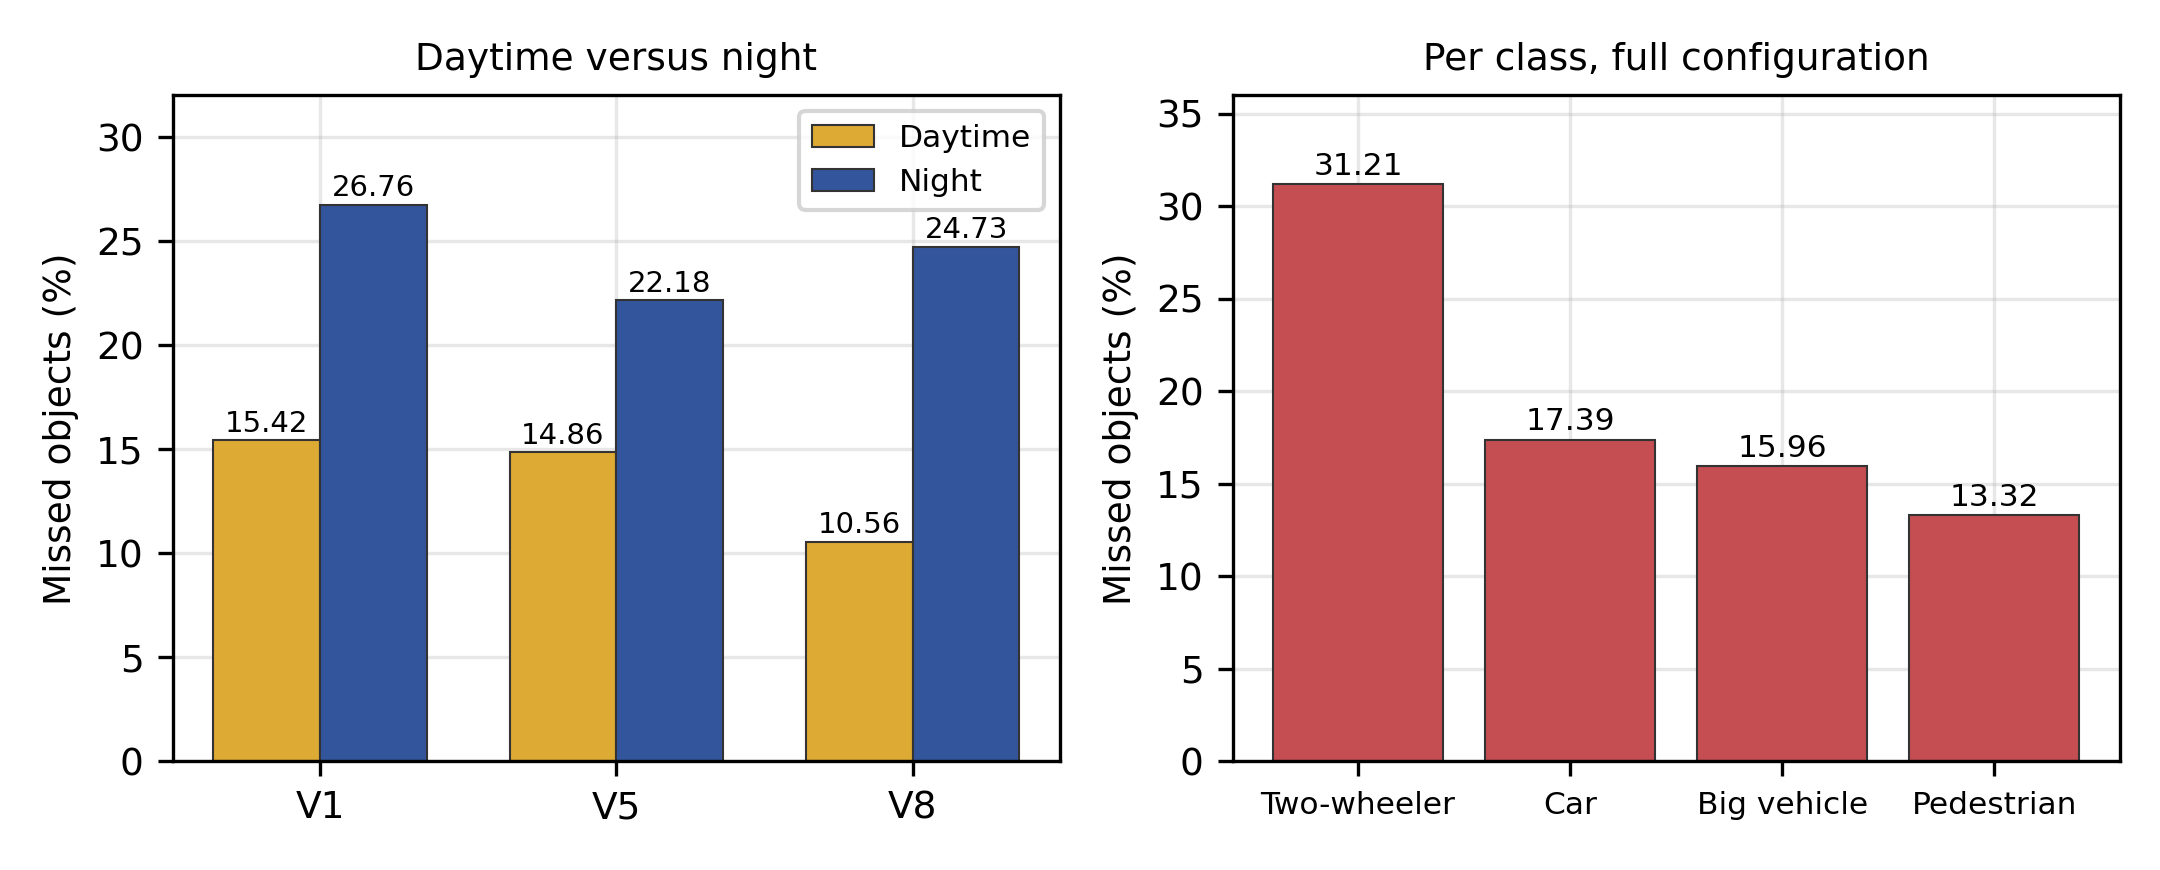 Daytime versus night
Missed objects (%)
30
25
20
15
10
5
0
Daytime
Night
15.42
26.76
14.86
22.18
10.56
24.73
V1
V5
V8
Per class, full configuration
Missed objects (%)
35
30
25
20
15
10
5
0
31.21
17.39
15.96
13.32
Two-wheeler
Car
Big vehicle
Pedestrian